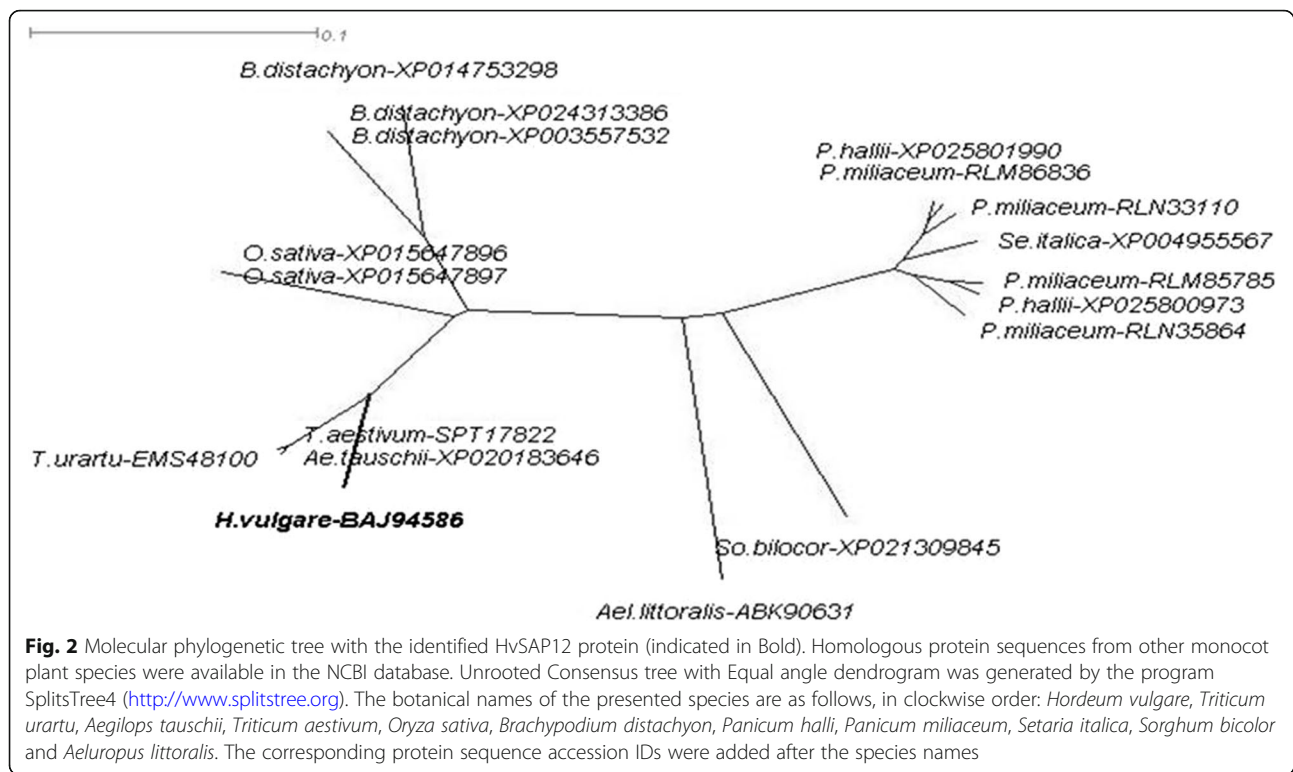 0.1
B.distachyon-XP014753298
B.distachyon-XP024313386
B.distachyon-XP003557532
P.hallii-XP025801990
P.miliaceum-RLM86836
P.miliaceum-RLN33110
Se.italica-XP004955567
O.sativa-XP015647896
O.sativa-XP015647897
P.miliaceum-RLM85785
P.hallii-XP025800973
P.miliaceum-RLN35864
T.aestivum-SPT17822
T.urartu-EMS48100
Ae.tauschii-XP020183646
H.vulgare-BAJ94586
So.bilocor-XP021309845
Ael.littoralis-ABK90631
Fig. 2 Molecular phylogenetic tree with the identified HvSAP12 protein (indicated in Bold). Homologous protein sequences from other monocot
plant species were available in the NCBI database. Unrooted Consensus tree with Equal angle dendrogram was generated by the program
SplitsTree4 (http://www.splitstree.org). The botanical names of the presented species are as follows, in clockwise order: Hordeum vulgare, Triticum
urartu, Aegilops tauschii, Triticum aestivum, Oryza sativa, Brachypodium distachyon, Panicum halli, Panicum miliaceum, Setaria italica, Sorghum bicolor
and Aeluropus littoralis. The corresponding protein sequence accession IDs were added after the species names